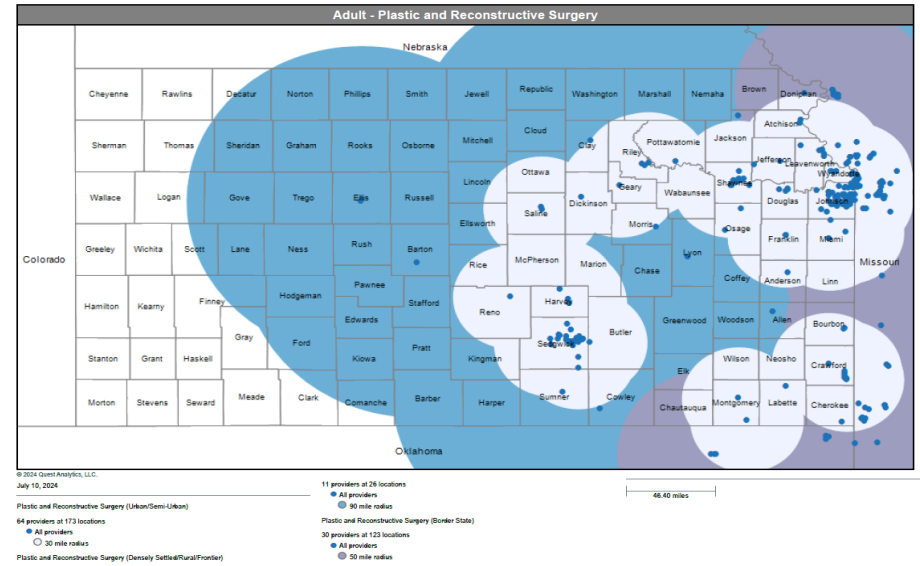 Adult - Plastic and Reconstructive Surgery
Nebraska
Cheyenne Rawlins Decatur Norton Phillips Smith Jewell Republic Washington Marshall Nemaha Brown Doniphan
Atchison
Cloud
Sherman Thomas Sheridan Graham Rooks Osborne Mitchell Clay Riley Pottawatomie Jackson Jefferson Leavenworth
Ottawa Wyandotte
Lincoln Geary Shawnee
Wallace Logan Gove Trego Ellis Russell Dickinson Wabaunsee Douglas Johnson
Saline
Ellsworth Morris Osage
Greeley Wichita Scott Lane Ness Rush Barton Lyon Franklin Miami
Colorado Rice McPherson Marion Missouri
Chase Coffey Anderson Linn
Pawnee
Hamilton Kearny Finney Hodgeman Stafford Reno Harvey
Edwards Greenwood Woodson Allen Bourbon
Gray Ford Sedgwick Butler
Pratt
Stanton Grant Haskell Kiowa Kingman Wilson Neosho Crawford
Elk
Morton Stevens Seward Meade Clark Comanche Barber Harper Sumner Cowley Chautauqua Montgomery Labette Cherokee
Oklahoma
© 2024 Quest Analytics, LLC.
July 10, 2024
Plastic and Reconstructive Surgery (Urban/Semi-Urban)
64 providers at 173 locations
All providers
30 mile radius
Plastic and Reconstructive Surgery (Densely Settled/Rural/Frontier)
11 providers at 26 locations
All providers
90 mile radius
Plastic and Reconstructive Surgery (Border State)
30 providers at 123 locations
All providers
50 mile radius
46.40 miles